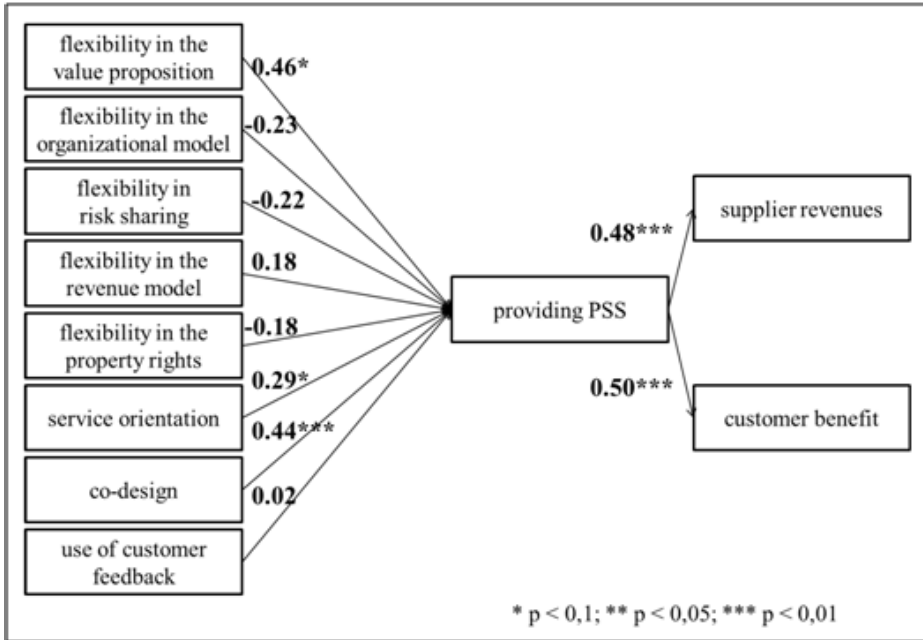 flexibility in the
value proposition
0.46*
flexibility in the
organizational model
-0.23
flexibility in
risk sharing
-0.22
flexibility in the
revenue model
0.18
flexibility in the
property rights
-0.18
service orientation
0.29*
co-design
0.44***
use of customer
feedback
0.02
providing PSS
0.48***
supplier revenues
0.50***
customer benefit
* p < 0,1; ** p < 0,05; *** p < 0,01